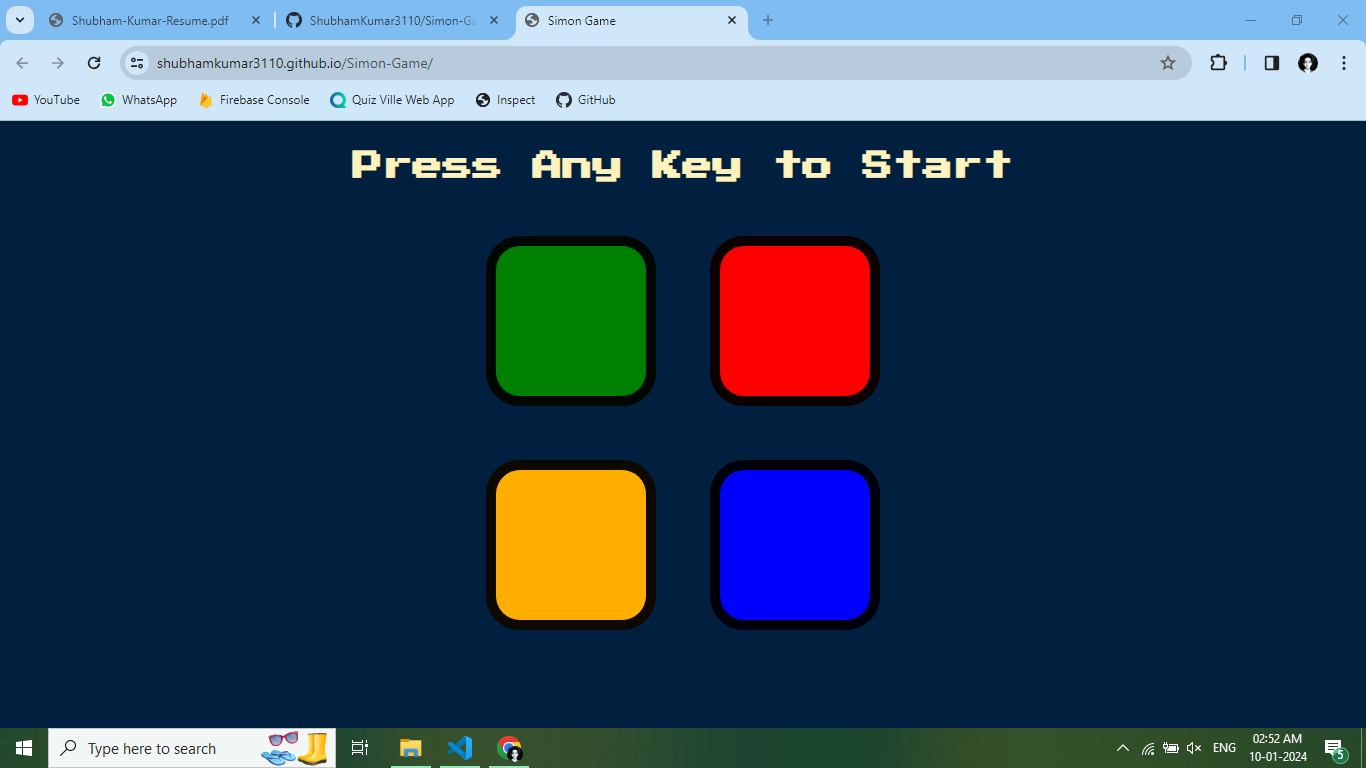 Shubham-Kumar-Resume.pdf
ShubhamKumar3110/Simon-Ga
Simon Game
shubhamkumar3110.github.io/Simon-Game/
YouTube
WhatsApp
Firebase Console
Quiz Ville Web App
Inspect
GitHub
Press Any Key to Start
Type here to search
ENG
02:52 AM
10-01-2024
5